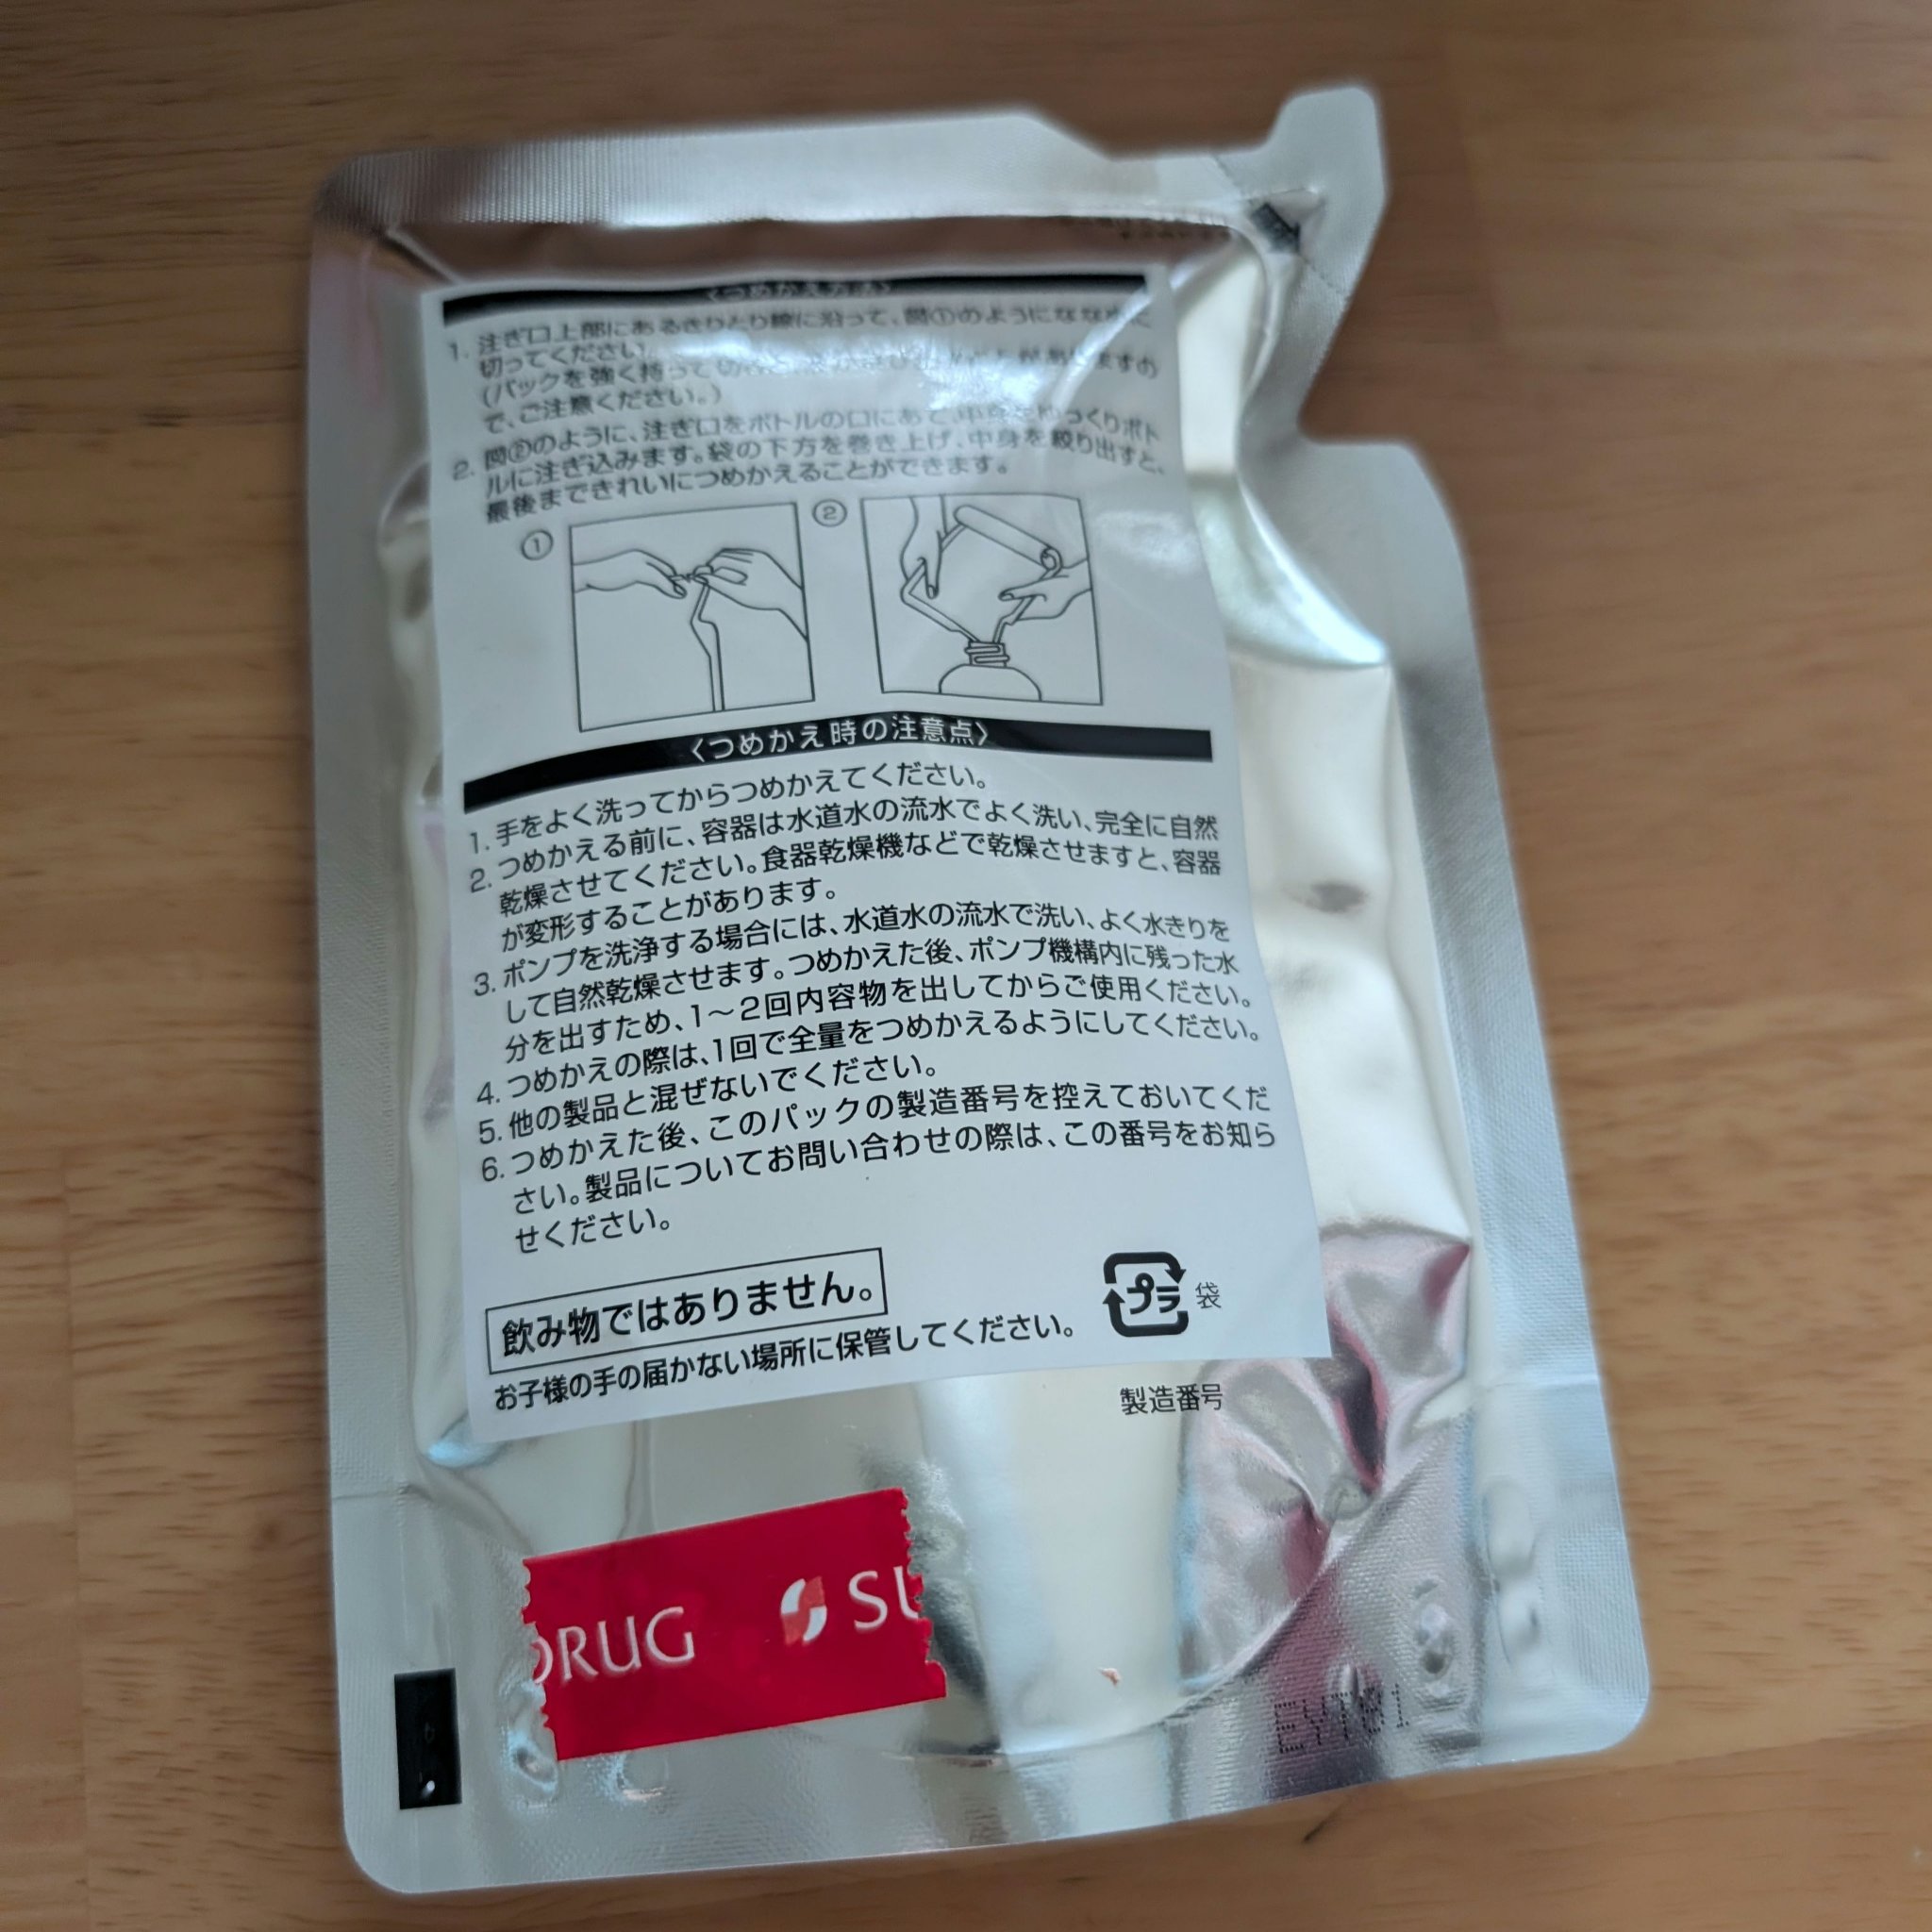 〈つめかえ方法〉
1. 注ぎ口上部にあるきりとり線に沿って、図①のようにななめに
切ってください。
(パックを強く持って切ると、
ますの
で、ご注意ください。)
2. 図②のように、注ぎ口をボトルの口にあて、中身をゆっくりボト
ルに注ぎ込みます。袋の下方を巻き上げ、中身を絞り出すと、
最後まできれいにつめかえることができます。
① ②
〈つめかえ時の注意点〉
1. 手をよく洗ってからつめかえてください。
2. つめかえる前に、容器は水道水の流水でよく洗い、完全に自然
乾燥させてください。食器乾燥機などで乾燥させますと、容器
が変形することがあります。
3. ポンプを洗浄する場合には、水道水の流水で洗い、よく水きりを
して自然乾燥させます。つめかえた後、ポンプ機構内に残った水
分を出すため、1〜2回内容物を出してからご使用ください。
4. つめかえの際は、1回で全量をつめかえるようにしてください。
5. 他の製品と混ぜないでください。
6. つめかえた後、このパックの製造番号を控えておいてくだ
さい。製品についてお問い合わせの際は、この番号をお知ら
せください。
飲み物ではありません。
プラ 袋
お子様の手の届かない場所に保管してください。
製造番号
DRUG SU